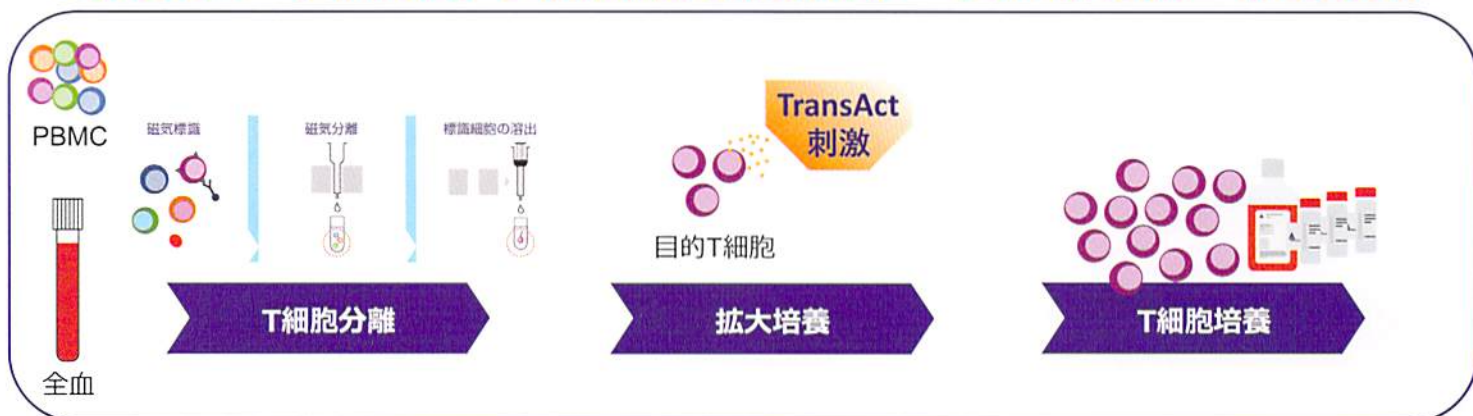 PBMC
全血
磁気標識
磁気分離
標識細胞の溶出
T細胞分離
TransAct
刺激
目的T細胞
拡大培養
T細胞培養